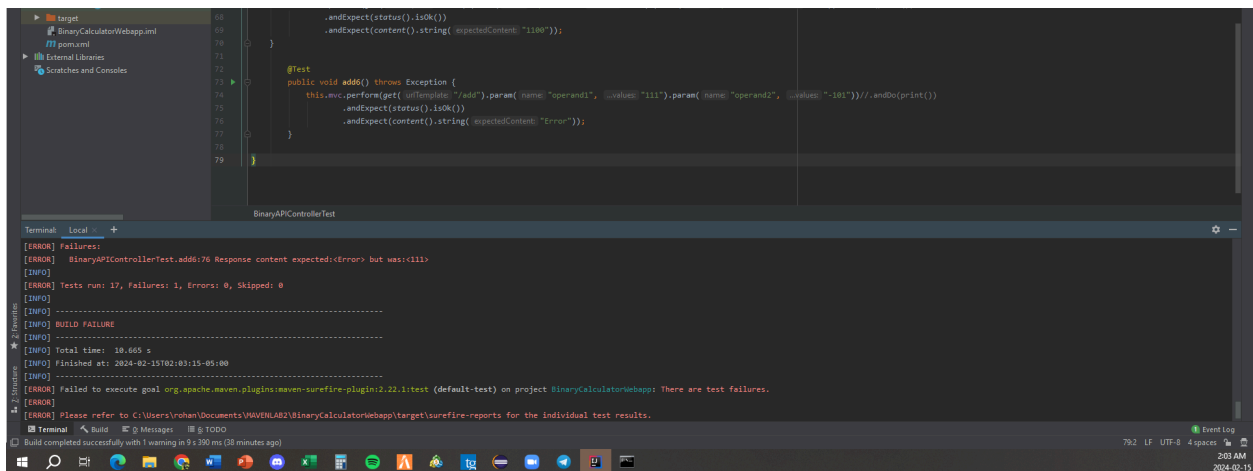 target
BinaryCalculatorWebapp.iml
pom.xml
External Libraries
Scratches and Consoles
68 .andExpect(status().isOk())
69 .andExpect(content().string( expectedContent: "1100"));
70 }
71
72 @Test
73 public void add6() throws Exception {
74 this.mvc.perform(get( urlTemplate: "/add").param( name: "operand1", ...values: "111").param( name: "operand2", ...values: "-101"))//.andDo(print())
75 .andExpect(status().isOk())
76 .andExpect(content().string( expectedContent: "Error"));
77 }
78
79 }
BinaryAPIControllerTest
Terminal: Local × +
[ERROR] Failures:
[ERROR] BinaryAPIControllerTest.add6:76 Response content expected:<Error> but was:<111>
[INFO]
[ERROR] Tests run: 17, Failures: 1, Errors: 0, Skipped: 0
[INFO]
[INFO] ------------------------------------------------------------------------
[INFO] BUILD FAILURE
[INFO] ------------------------------------------------------------------------
[INFO] Total time: 10.665 s
[INFO] Finished at: 2024-02-15T02:03:15-05:00
[INFO] ------------------------------------------------------------------------
[ERROR] Failed to execute goal org.apache.maven.plugins:maven-surefire-plugin:2.22.1:test (default-test) on project BinaryCalculatorWebapp: There are test failures.
[ERROR]
[ERROR] Please refer to C:\Users\rohan\Documents\MAVENLAB2\BinaryCalculatorWebapp\target\surefire-reports for the individual test results.
2: Favorites
Z: Structure
Terminal Build 0: Messages 6: TODO
1 Event Log
Build completed successfully with 1 warning in 9 s 390 ms (38 minutes ago)
79:2 LF UTF-8 4 spaces
tg
2:03 AM
2024-02-15